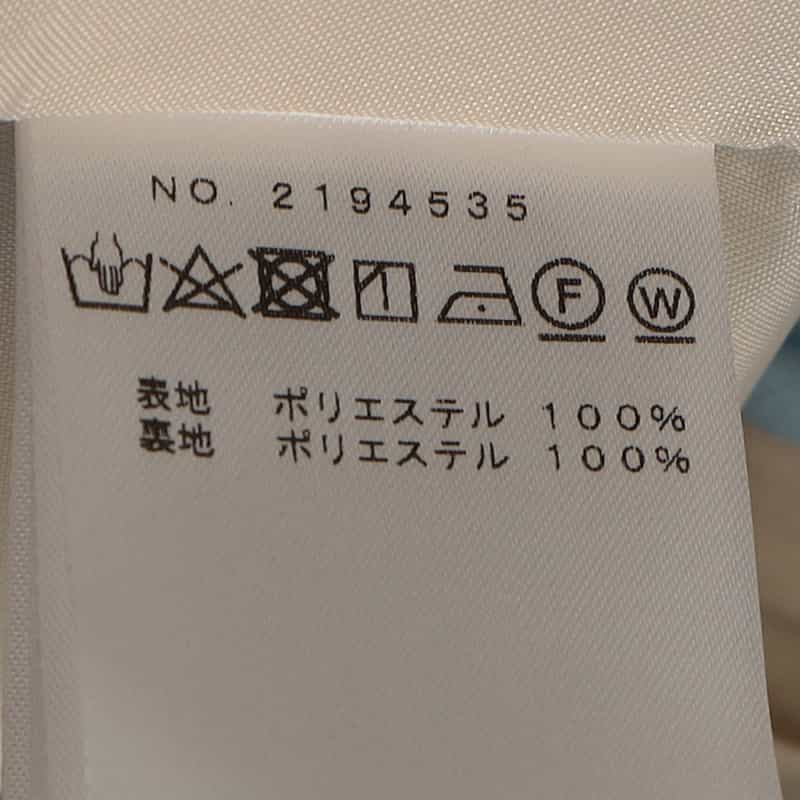 NO. 2194535
F W
表地 ポリエステル 100%
裏地 ポリエステル 100%